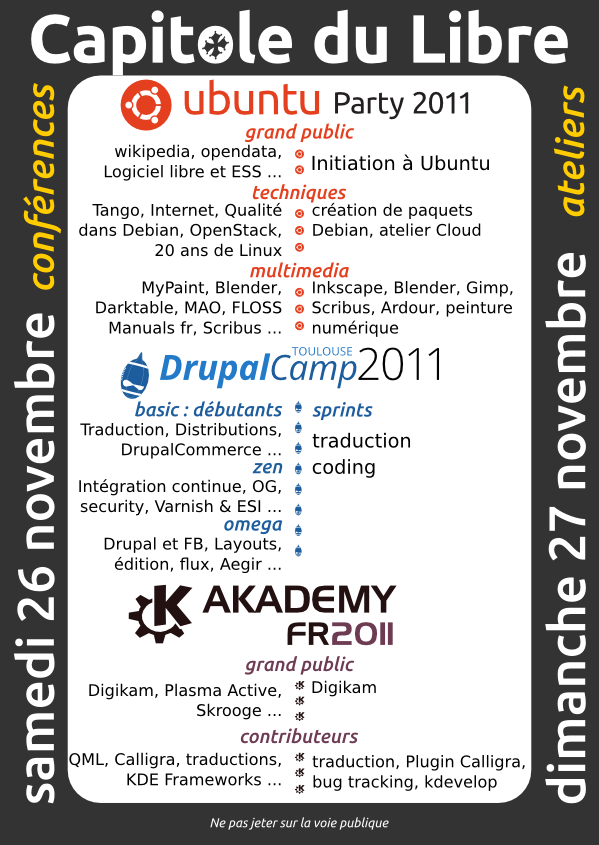 Capitole du Libre
conférences
samedi 26 novembre
ateliers
dimanche 27 novembre
ubuntu Party 2011
grand public
wikipedia, opendata,
Logiciel libre et ESS ...
Initiation à Ubuntu
techniques
Tango, Internet, Qualité
dans Debian, OpenStack,
20 ans de Linux
création de paquets
Debian, atelier Cloud
multimedia
MyPaint, Blender,
Darktable, MAO, FLOSS
Manuals fr, Scribus ...
Inkscape, Blender, Gimp,
Scribus, Ardour, peinture
numérique
TOULOUSE
DrupalCamp2011
basic : débutants
Traduction, Distributions,
DrupalCommerce ...
zen
Intégration continue, OG,
security, Varnish & ESI ...
omega
Drupal et FB, Layouts,
édition, flux, Aegir ...
sprints
traduction
coding
K AKADEMY
FR2011
grand public
Digikam, Plasma Active,
Skrooge ...
Digikam
contributeurs
QML, Calligra, traductions,
KDE Frameworks ...
traduction, Plugin Calligra,
bug tracking, kdevelop
Ne pas jeter sur la voie publique